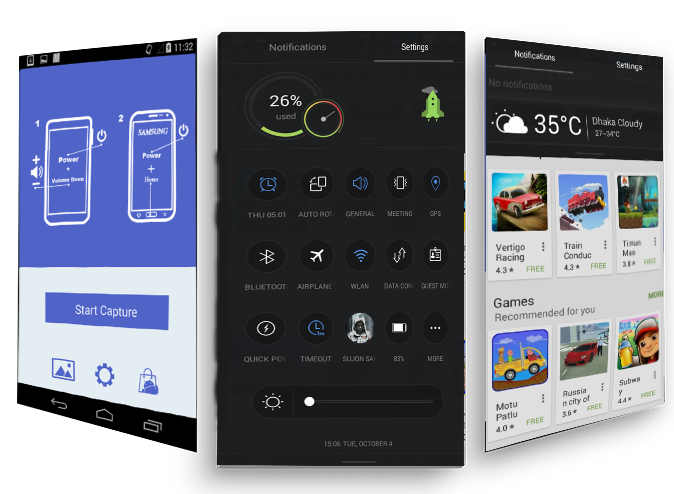 11:32
1
2
SAMSUNG
Power
+
Volume Down
Power
+
Home
+
−
Start Capture
Notifications
Settings
26%
used
THU 05:01
AUTO ROT
GENERAL
MEETING
GPS
BLUETOOT
AIRPLANE
WLAN
DATA CON
GUEST MO
QUICK POW
TIMEOUT
SUJON SAI
83%
MORE
15:06 TUE, OCTOBER 4
Notifications
Settings
No notifications
35°C
Dhaka Cloudy
27~34°C
Vertigo
Racing
4.3 ★ FREE
Train
Conduc
4.3 ★ FREE
Timun
Mas
3.8 ★ FREE
Games
MORE
Recommended for you
Motu
Patlu
4.0 ★ FREE
Russia
n city of
3.6 ★ FREE
Subwa
y
4.4 ★ FREE